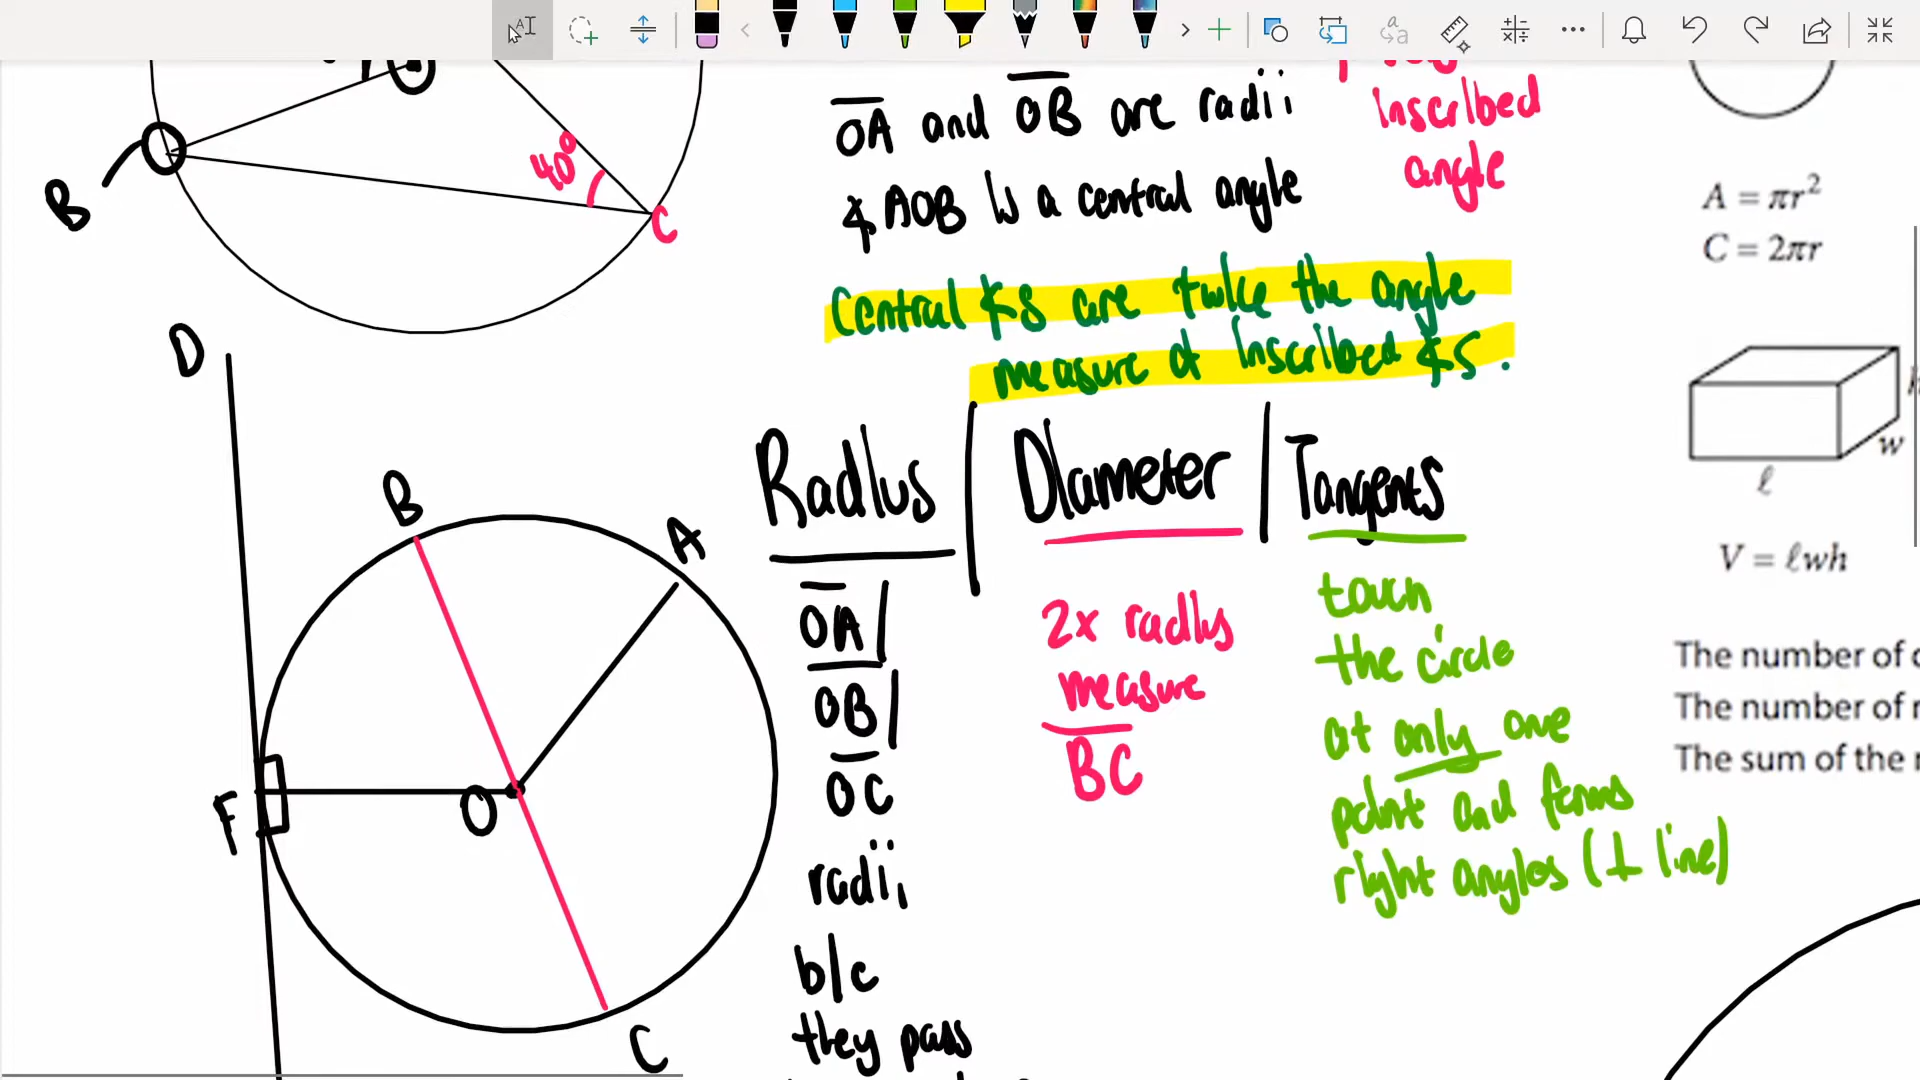 inscribed
angle
OA and OB are radii
∡ AOB is a central angle
40°
B
C
Central ∡s are twice the angle
measure of inscribed ∡s.
D
B
A
F
O
C
Radius | Diameter | Tangents
OA
OB
OC
radii
b/c
they pass
2x radius
measure
BC
touch
the circle
at only one
point and forms
right angles (⊥ line)
A = πr²
C = 2πr
w
ℓ
V = ℓwh
The number of
The number of
The sum of the